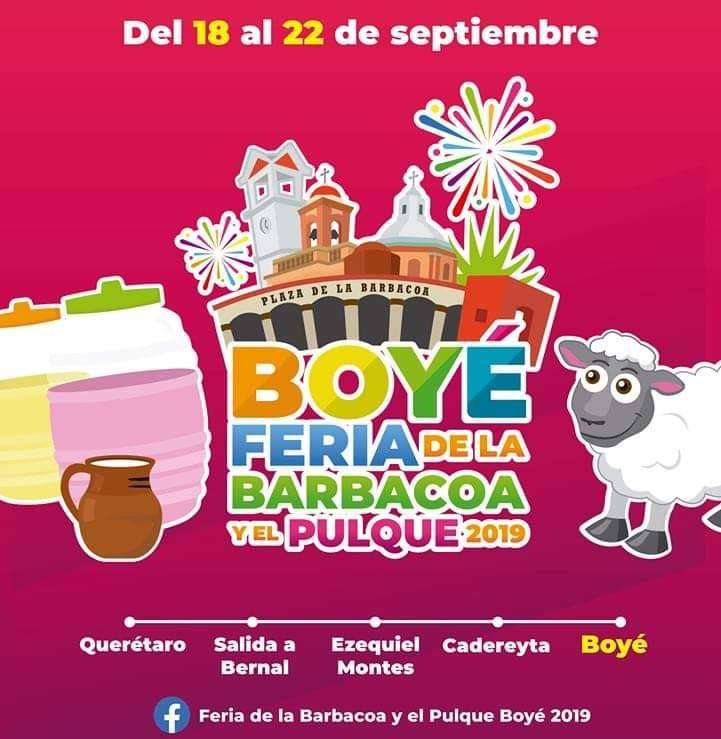 Del 18 al 22 de septiembre
PLAZA DE LA BARBACOA
BOYÉ
FERIA DE LA
BARBACOA
Y EL PULQUE 2019
Querétaro
Salida a
Bernal
Ezequiel
Montes
Cadereyta
Boyé
Feria de la Barbacoa y el Pulque Boyé 2019